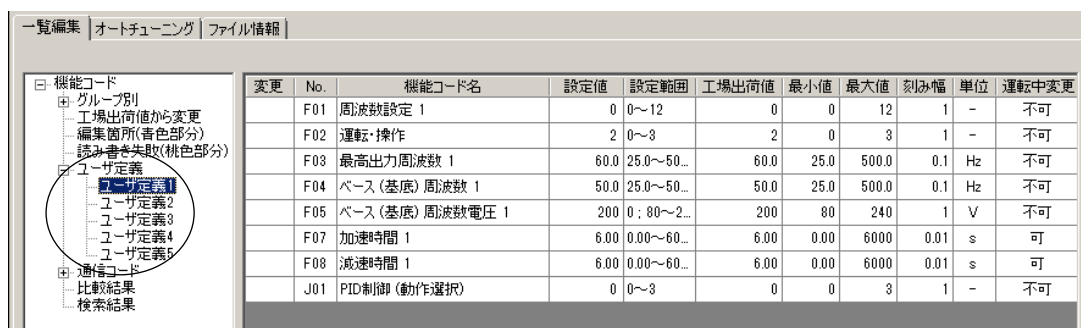 一覧編集 オートチューニング ファイル情報
機能コード
グループ別
工場出荷値から変更
編集箇所(青色部分)
読み書き失敗(桃色部分)
ユーザ定義
ユーザ定義1
ユーザ定義2
ユーザ定義3
ユーザ定義4
ユーザ定義5
通信コード
比較結果
検索結果
変更 No. 機能コード名 設定値 設定範囲 工場出荷値 最小値 最大値 刻み幅 単位 運転中変更
F01 周波数設定 1 0 0～12 0 0 12 1 - 不可
F02 運転・操作 2 0～3 2 0 3 1 - 不可
F03 最高出力周波数 1 60.0 25.0～50... 60.0 25.0 500.0 0.1 Hz 不可
F04 ベース (基底) 周波数 1 50.0 25.0～50... 50.0 25.0 500.0 0.1 Hz 不可
F05 ベース (基底) 周波数電圧 1 200 0 ; 80～2... 200 80 240 1 V 不可
F07 加速時間 1 6.00 0.00～60... 6.00 0.00 6000 0.01 s 可
F08 減速時間 1 6.00 0.00～60... 6.00 0.00 6000 0.01 s 可
J01 PID制御 (動作選択) 0 0～3 0 0 3 1 - 不可